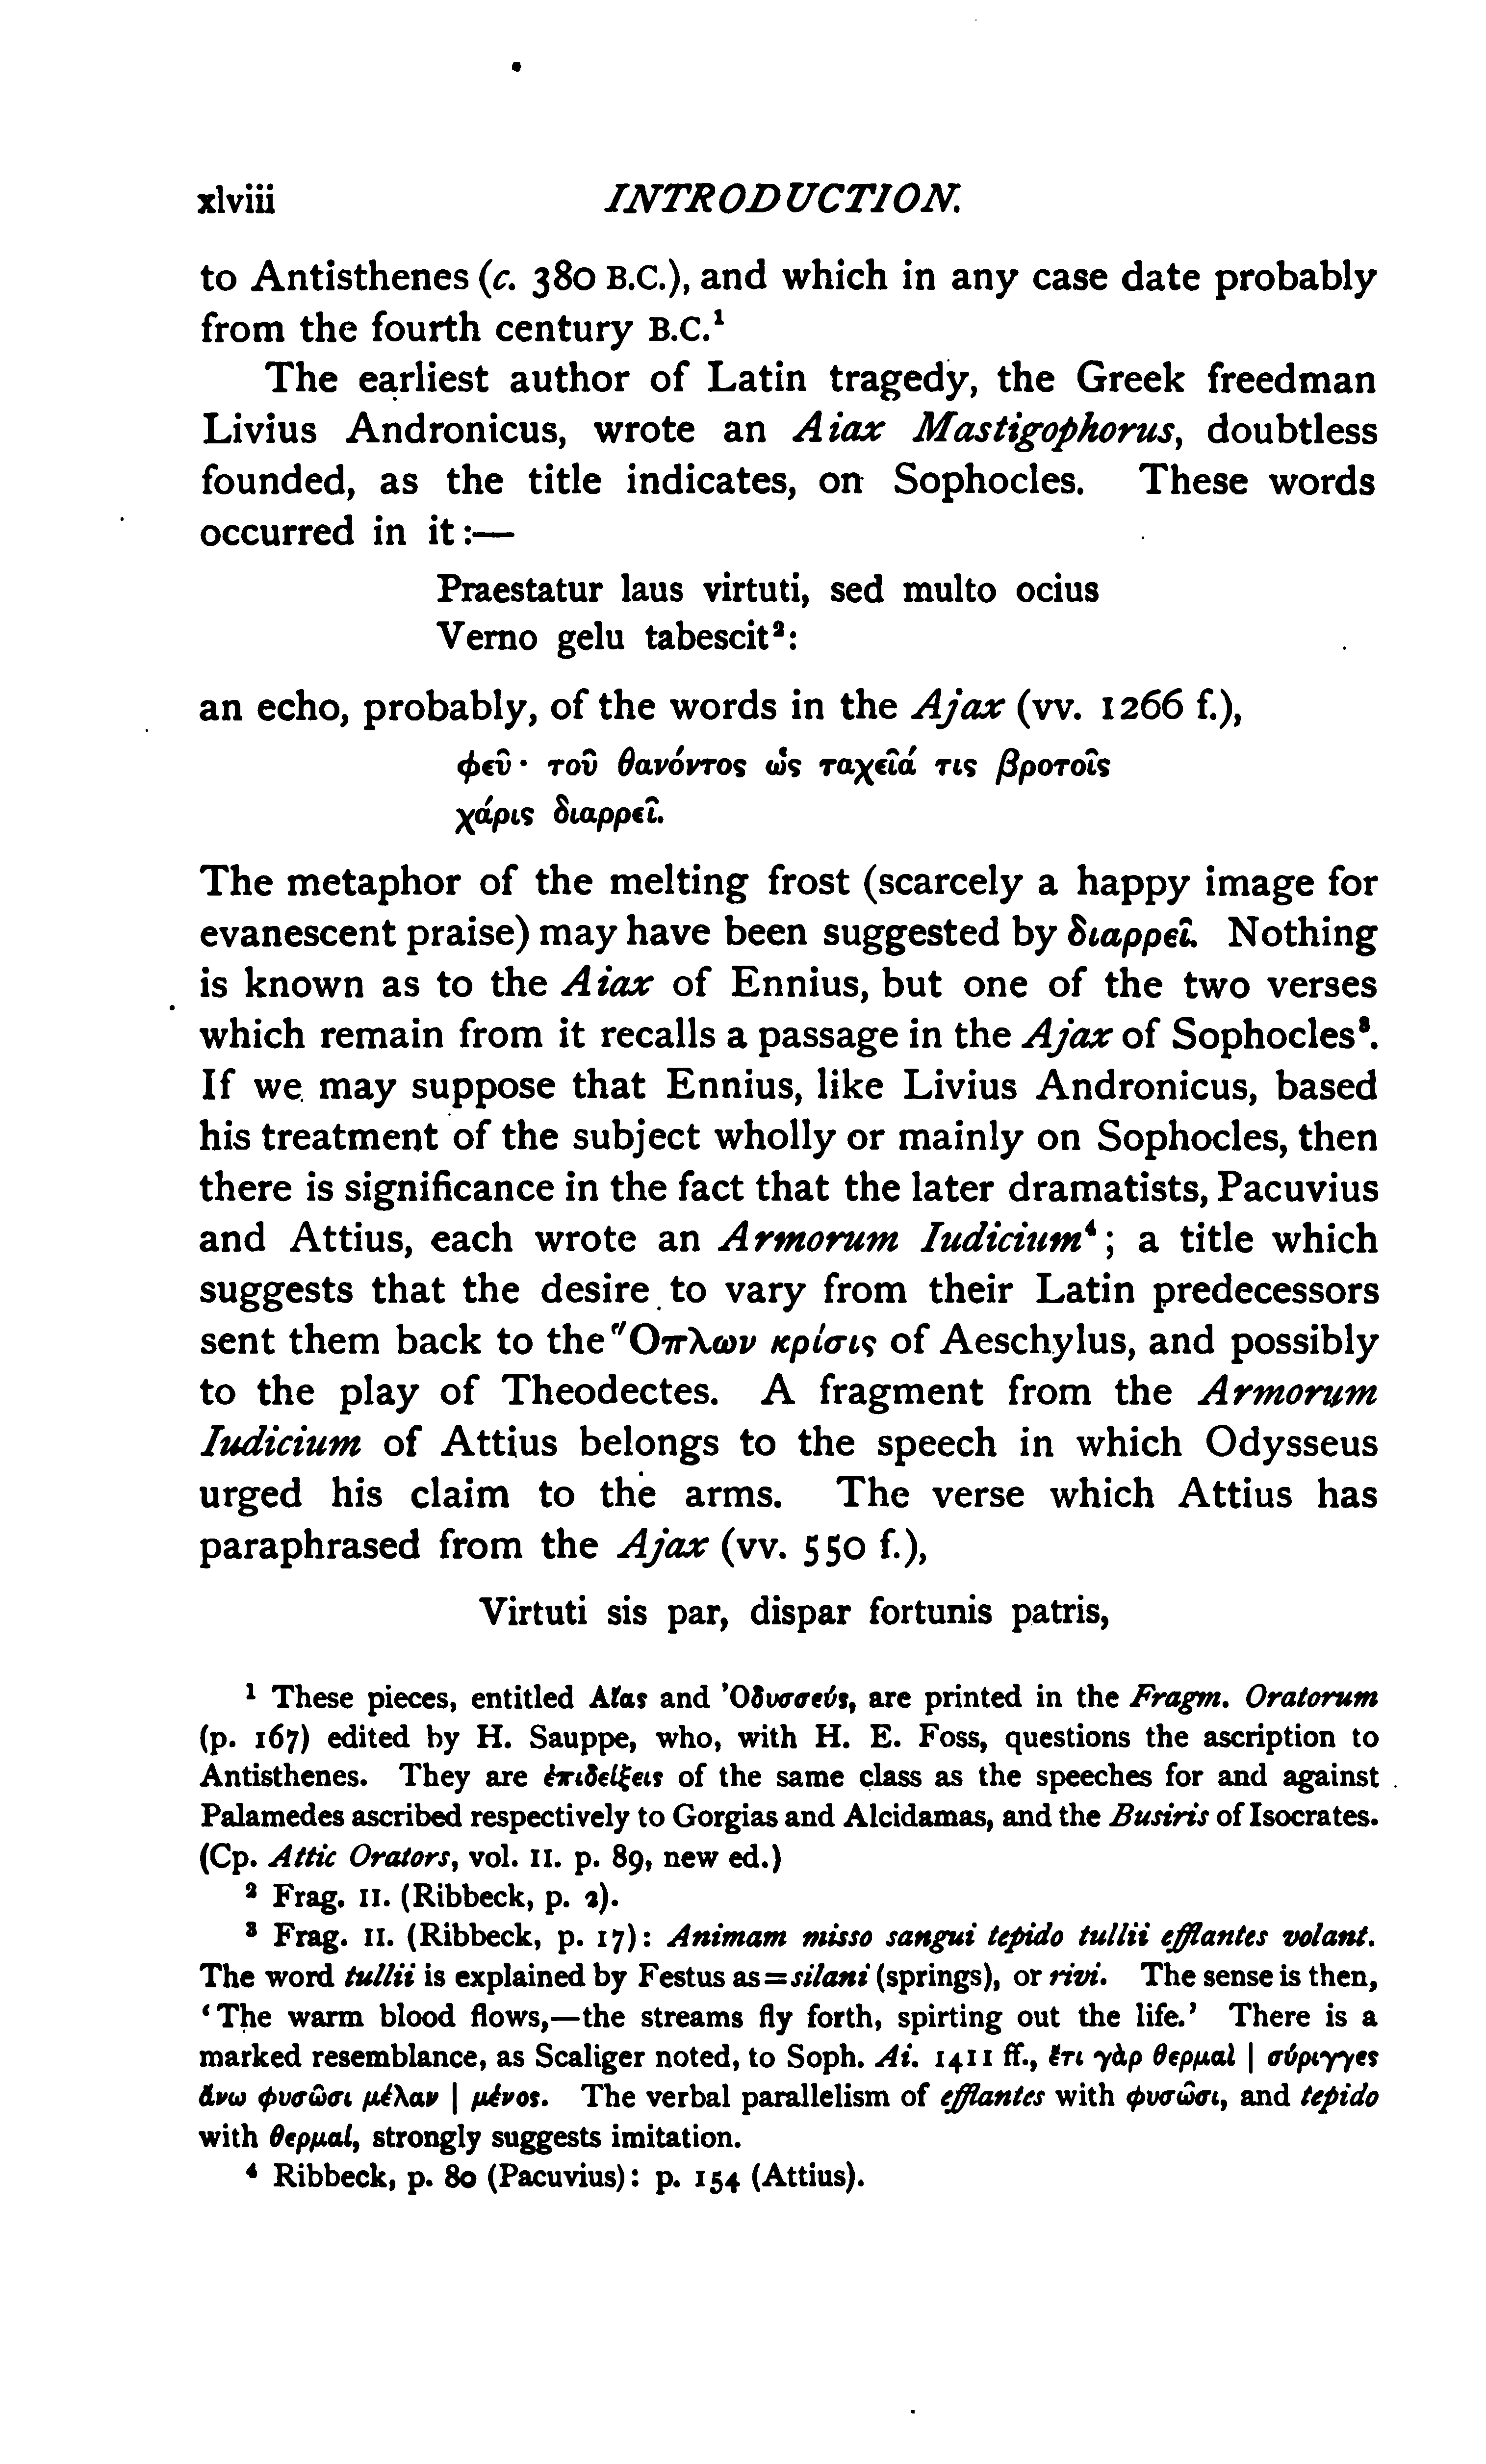 xlviii INTRODUCTION.
to Antisthenes (c. 380 B.C.), and which in any case date probably
from the fourth century B.C.¹
The earliest author of Latin tragedy, the Greek freedman
Livius Andronicus, wrote an Aiax Mastigophorus, doubtless
founded, as the title indicates, on Sophocles. These words
occurred in it:—
Praestatur laus virtuti, sed multo ocius
Verno gelu tabescit²:
an echo, probably, of the words in the Ajax (vv. 1266 f.),
φεῦ· τοῦ θανόντος ὡς ταχεῖά τις βροτοῖς
χάρις διαρρεῖ.
The metaphor of the melting frost (scarcely a happy image for
evanescent praise) may have been suggested by διαρρεῖ. Nothing
is known as to the Aiax of Ennius, but one of the two verses
which remain from it recalls a passage in the Ajax of Sophocles³.
If we may suppose that Ennius, like Livius Andronicus, based
his treatment of the subject wholly or mainly on Sophocles, then
there is significance in the fact that the later dramatists, Pacuvius
and Attius, each wrote an Armorum Iudicium⁴; a title which
suggests that the desire to vary from their Latin predecessors
sent them back to the Ὅπλων κρίσις of Aeschylus, and possibly
to the play of Theodectes. A fragment from the Armorum
Iudicium of Attius belongs to the speech in which Odysseus
urged his claim to the arms. The verse which Attius has
paraphrased from the Ajax (vv. 550 f.),
Virtuti sis par, dispar fortunis patris,
¹ These pieces, entitled Αἴας and Ὀδυσσεύς, are printed in the Fragm. Oratorum
(p. 167) edited by H. Sauppe, who, with H. E. Foss, questions the ascription to
Antisthenes. They are ἐπιδείξεις of the same class as the speeches for and against
Palamedes ascribed respectively to Gorgias and Alcidamas, and the Busiris of Isocrates.
(Cp. Attic Orators, vol. II. p. 89, new ed.)
² Frag. II. (Ribbeck, p. 2).
³ Frag. II. (Ribbeck, p. 17): Animam misso sangui tepido tullii efflantes volant.
The word tullii is explained by Festus as=silani (springs), or rivi. The sense is then,
‘The warm blood flows,—the streams fly forth, spirting out the life.’ There is a
marked resemblance, as Scaliger noted, to Soph. Ai. 1411 ff., ἔτι γὰρ θερμαὶ | σύριγγες
ἄνω φυσῶσι μέλαν | μένος. The verbal parallelism of efflantes with φυσῶσι, and tepido
with θερμαί, strongly suggests imitation.
⁴ Ribbeck, p. 80 (Pacuvius): p. 154 (Attius).